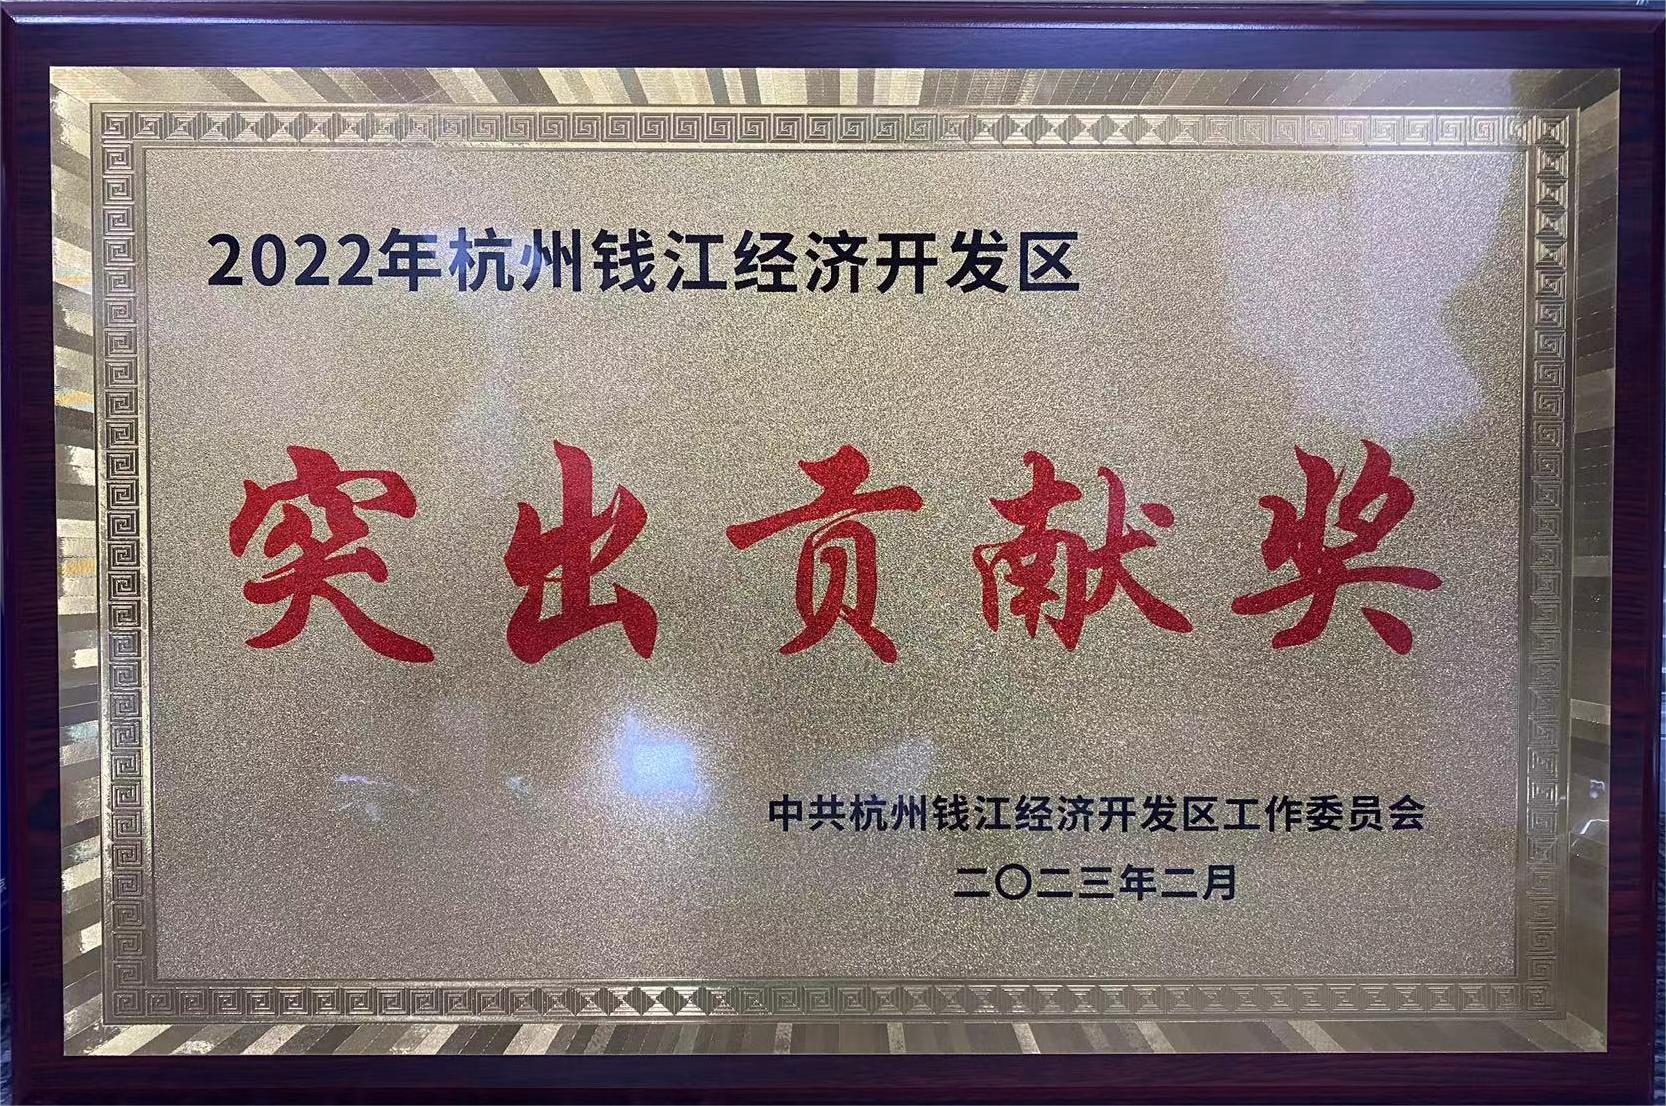 2022年杭州钱江经济开发区
突出贡献奖
中共杭州钱江经济开发区工作委员会
二〇二三年二月